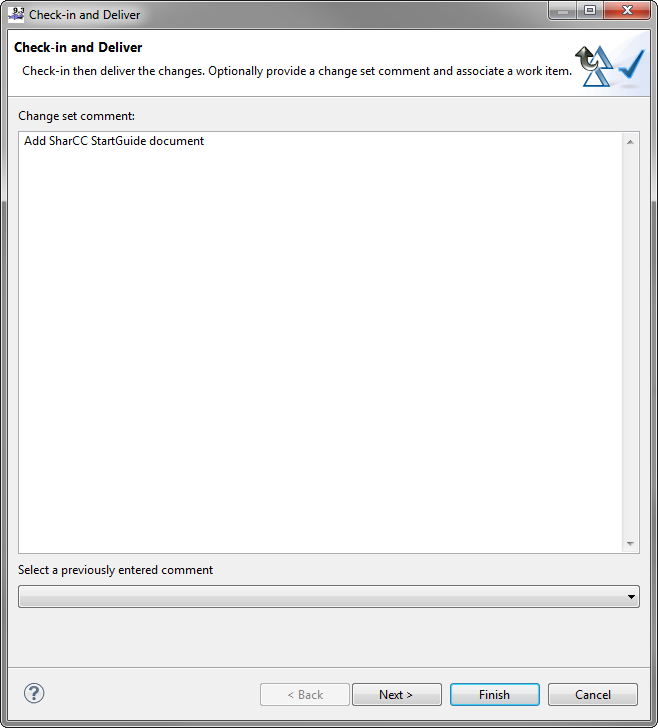 9.3 Check-in and Deliver
Check-in and Deliver
Check-in then deliver the changes. Optionally provide a change set comment and associate a work item.
Change set comment:
Add SharCC StartGuide document
Select a previously entered comment
? < Back Next > Finish Cancel